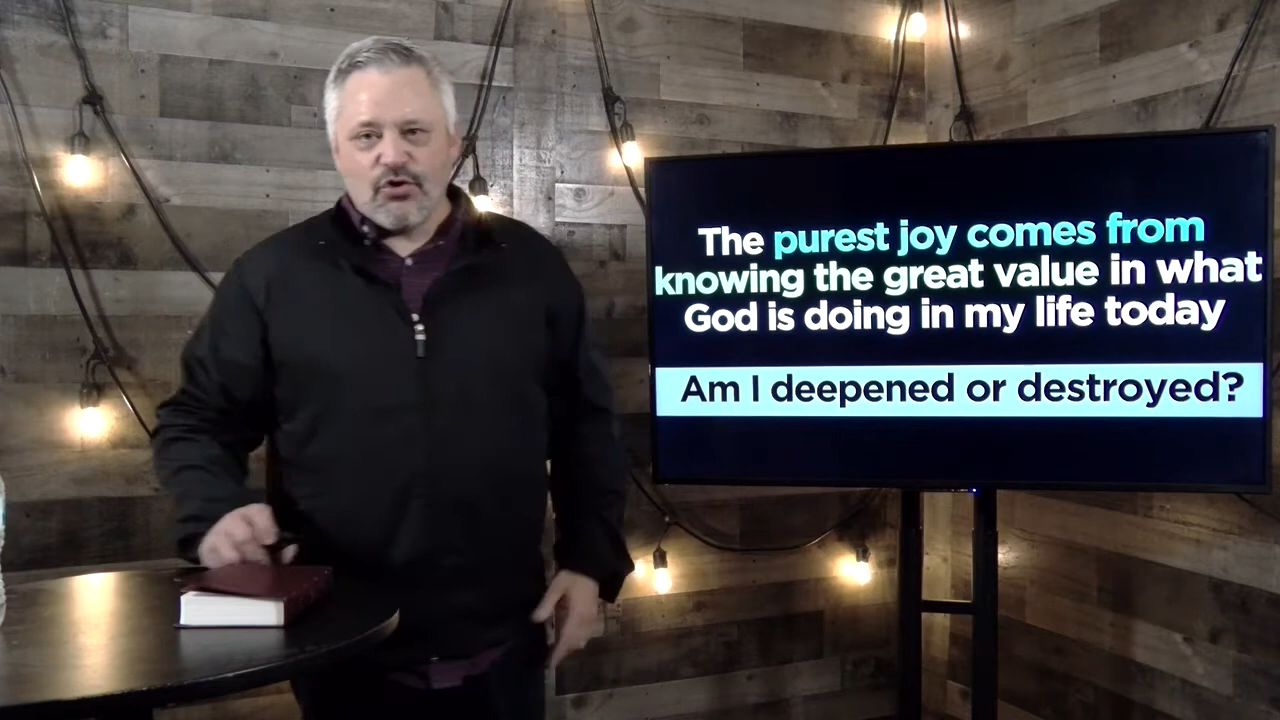 The purest joy comes from
knowing the great value in what
God is doing in my life today
Am I deepened or destroyed?